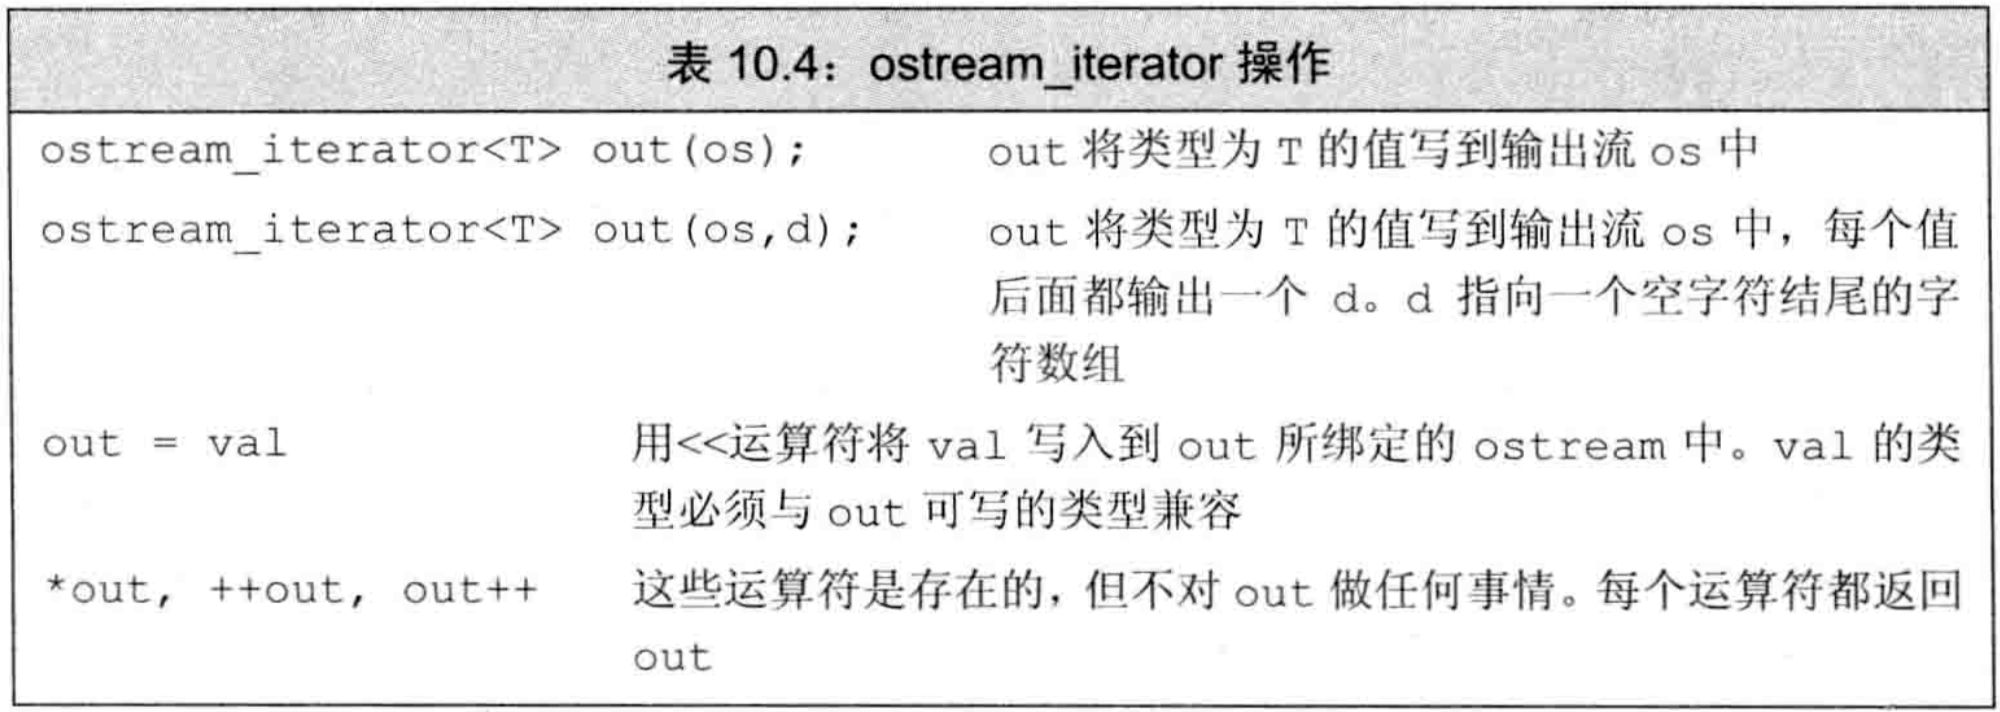 表 10.4：ostream_iterator 操作
ostream_iterator<T> out(os); out 将类型为 T 的值写到输出流 os 中
ostream_iterator<T> out(os,d); out 将类型为 T 的值写到输出流 os 中，每个值
后面都输出一个 d。d 指向一个空字符结尾的字
符数组
out = val 用<<运算符将 val 写入到 out 所绑定的 ostream 中。val 的类
型必须与 out 可写的类型兼容
*out, ++out, out++ 这些运算符是存在的，但不对 out 做任何事情。每个运算符都返回
out